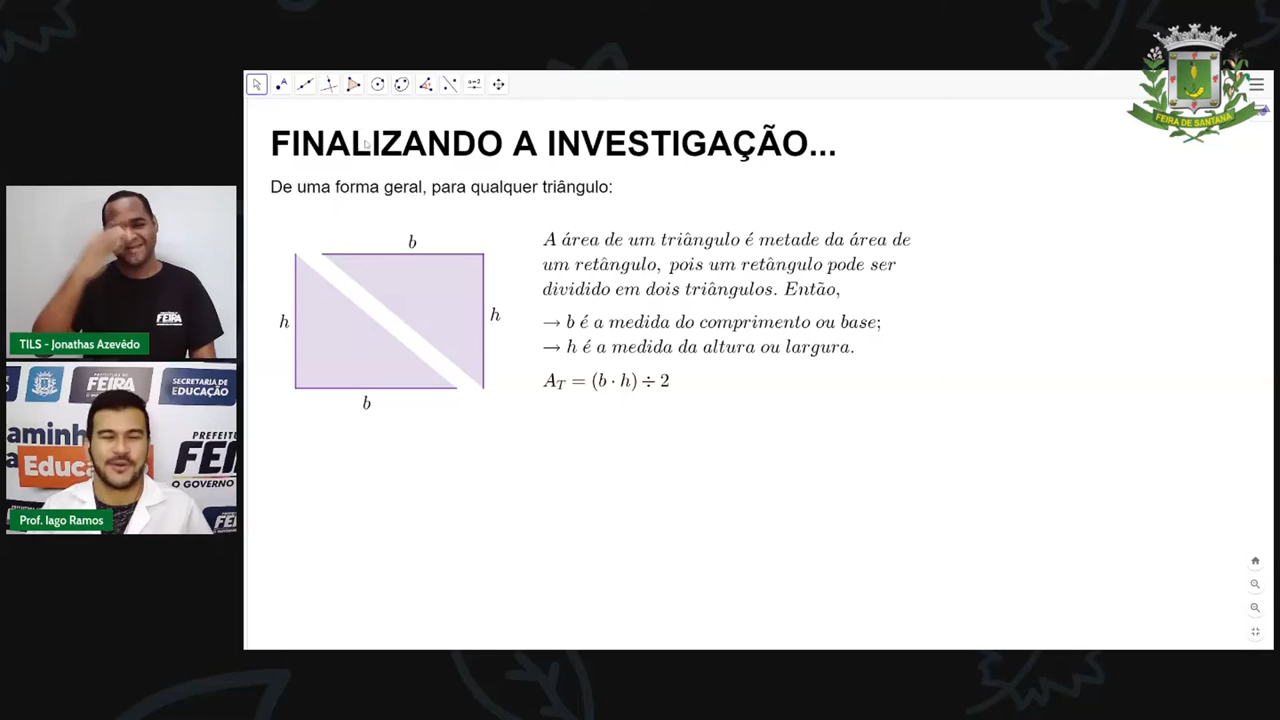 FEIRA DE SANTANA
a=2
FINALIZANDO A INVESTIGAÇÃO...
De uma forma geral, para qualquer triângulo:
b
h
h
b
A área de um triângulo é metade da área de
um retângulo, pois um retângulo pode ser
dividido em dois triângulos. Então,
→ b é a medida do comprimento ou base;
→ h é a medida da altura ou largura.
A_T = (b · h) ÷ 2
FEIRA
TILS - Jonathas Azevêdo
FEIRA
SECRETARIA DE
EDUCAÇÃO
aminh
Educa
PREFEITU
FEI
O GOVERNO
Prof. Iago Ramos